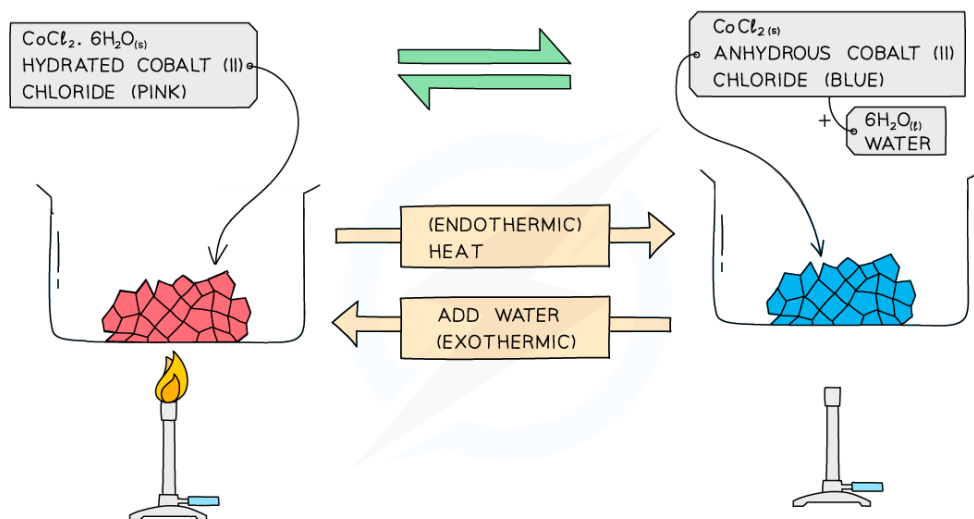 CoCl₂. 6H₂O(s)
HYDRATED COBALT (II)
CHLORIDE (PINK)
CoCl₂(s)
ANHYDROUS COBALT (II)
CHLORIDE (BLUE)
+
6H₂O(ℓ)
WATER
(ENDOTHERMIC)
HEAT
ADD WATER
(EXOTHERMIC)